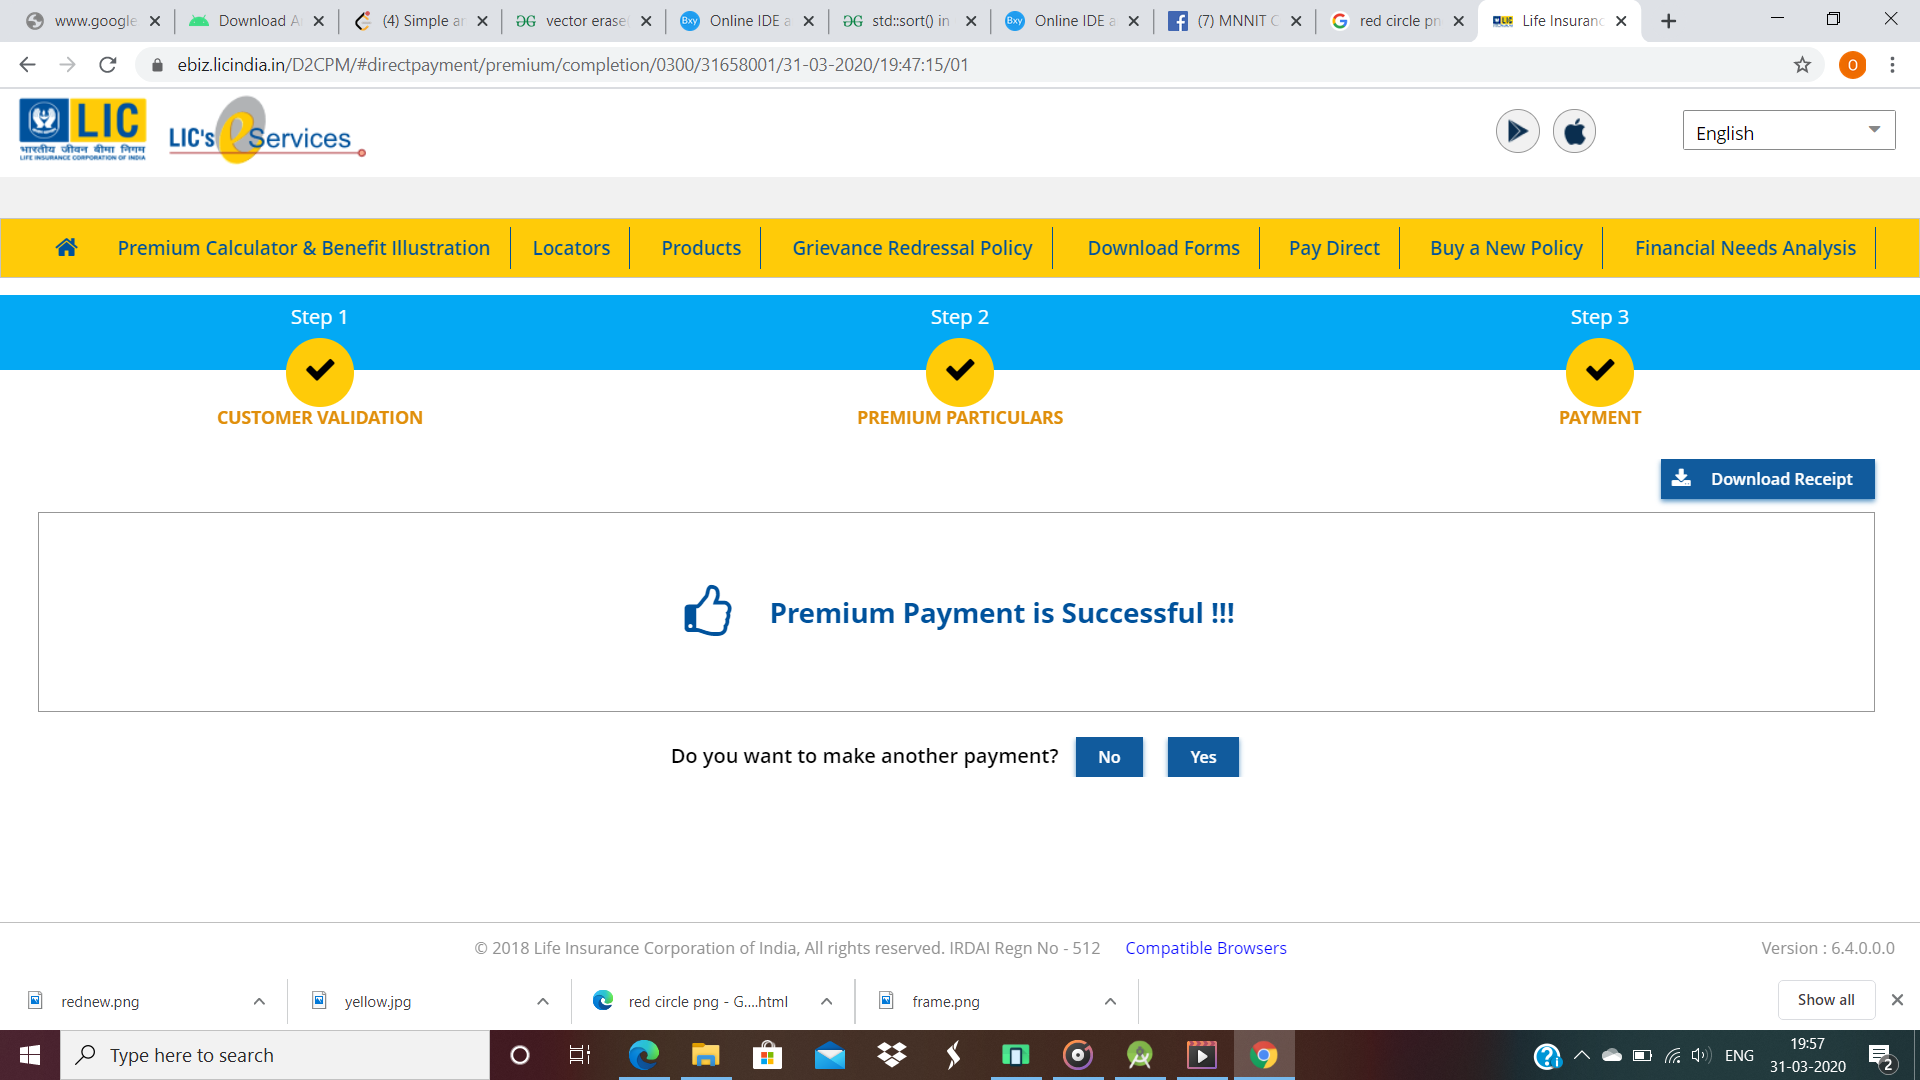 www.google
Download A
(4) Simple ar
vector erase
Online IDE a
std::sort() in
Online IDE a
(7) MNNIT C
red circle pn
Life Insuranc
ebiz.licindia.in/D2CPM/#directpayment/premium/completion/0300/31658001/31-03-2020/19:47:15/01
O
LIC
भारतीय जीवन बीमा निगम
LIFE INSURANCE CORPORATION OF INDIA
LIC's eServices
English
Premium Calculator & Benefit Illustration
Locators
Products
Grievance Redressal Policy
Download Forms
Pay Direct
Buy a New Policy
Financial Needs Analysis
Step 1
Step 2
Step 3
CUSTOMER VALIDATION
PREMIUM PARTICULARS
PAYMENT
Download Receipt
Premium Payment is Successful !!!
Do you want to make another payment?
No
Yes
© 2018 Life Insurance Corporation of India, All rights reserved. IRDAI Regn No - 512
Compatible Browsers
Version : 6.4.0.0.0
rednew.png
yellow.jpg
red circle png - G....html
frame.png
Show all
Type here to search
ENG
19:57
31-03-2020
2